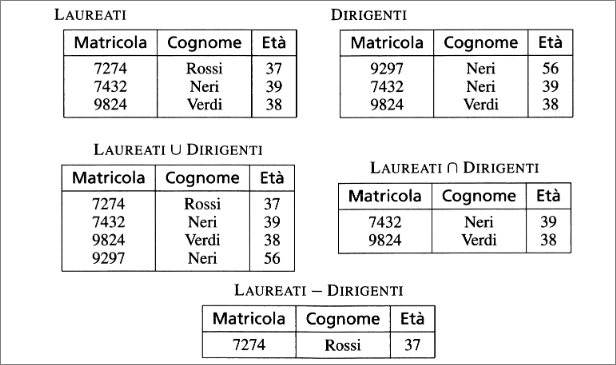 LAUREATI
Matricola Cognome Età
7274 Rossi 37
7432 Neri 39
9824 Verdi 38
DIRIGENTI
Matricola Cognome Età
9297 Neri 56
7432 Neri 39
9824 Verdi 38
LAUREATI ∪ DIRIGENTI
Matricola Cognome Età
7274 Rossi 37
7432 Neri 39
9824 Verdi 38
9297 Neri 56
LAUREATI ∩ DIRIGENTI
Matricola Cognome Età
7432 Neri 39
9824 Verdi 38
LAUREATI − DIRIGENTI
Matricola Cognome Età
7274 Rossi 37